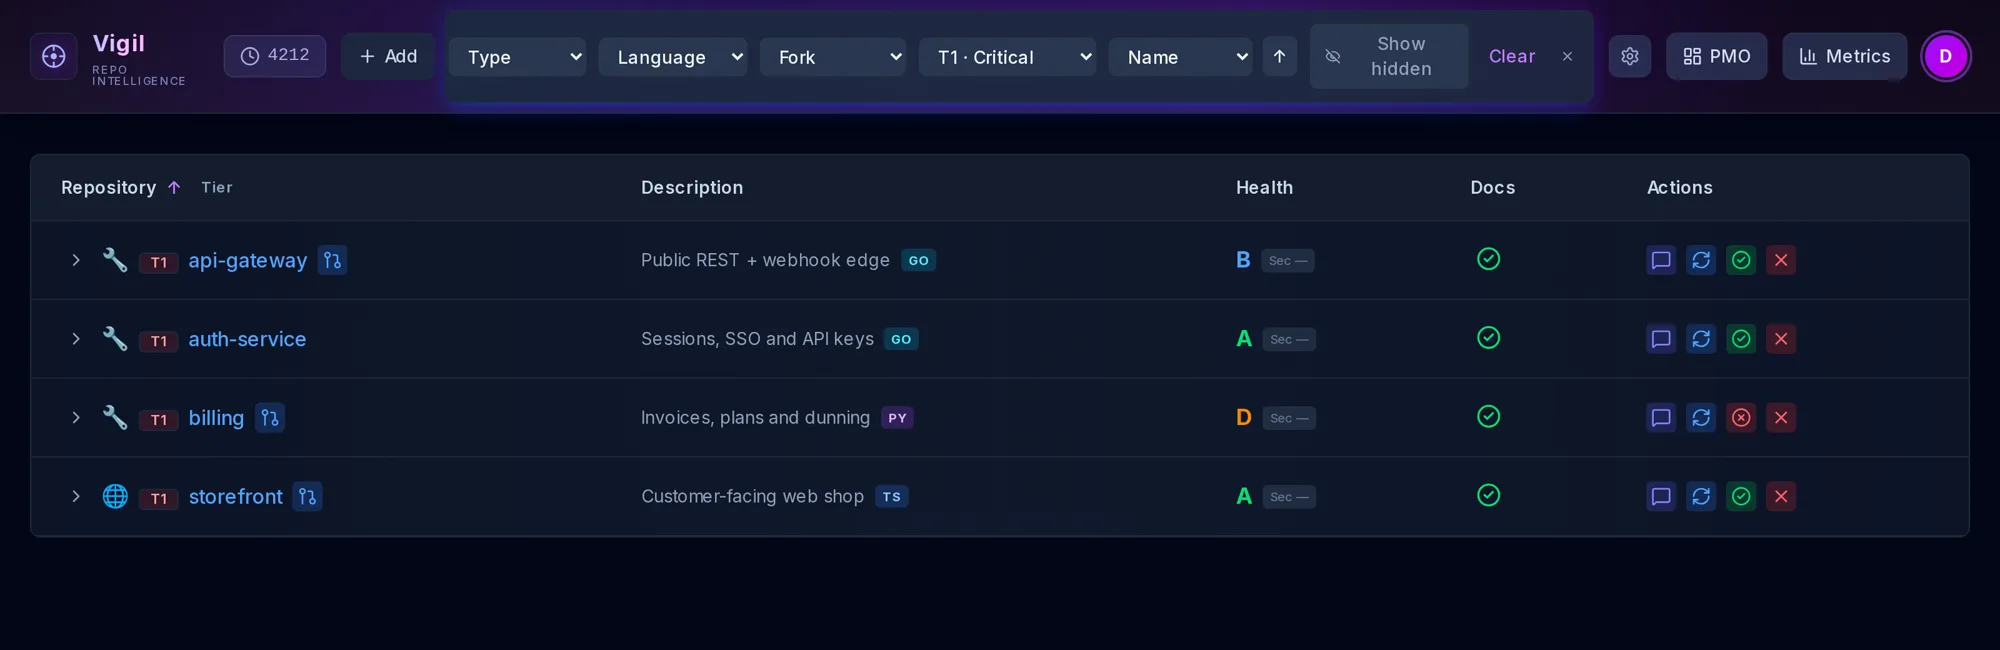 Vigil
REPO
INTELLIGENCE
4212
Add
Type
Language
Fork
T1 · Critical
Name
Show
hidden
Clear
PMO
Metrics
D
Repository Tier Description Health Docs Actions
T1 api-gateway Public REST + webhook edge GO B Sec —
T1 auth-service Sessions, SSO and API keys GO A Sec —
T1 billing Invoices, plans and dunning PY D Sec —
T1 storefront Customer-facing web shop TS A Sec —